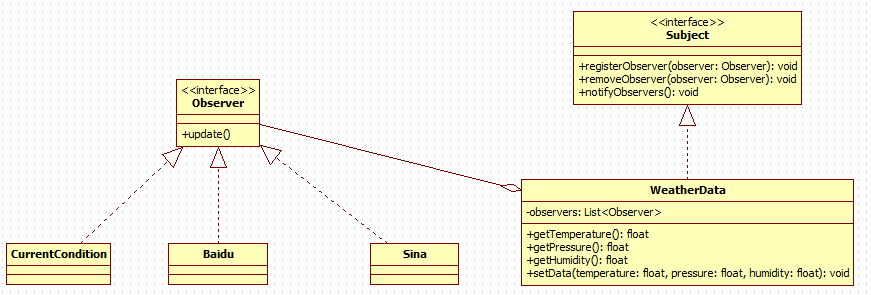 <<interface>>
Subject
+registerObserver(observer: Observer): void
+removeObserver(observer: Observer): void
+notifyObservers(): void
<<interface>>
Observer
+update()
WeatherData
-observers: List<Observer>
+getTemperature(): float
+getPressure(): float
+getHumidity(): float
+setData(temperature: float, pressure: float, humidity: float): void
CurrentCondition
Baidu
Sina